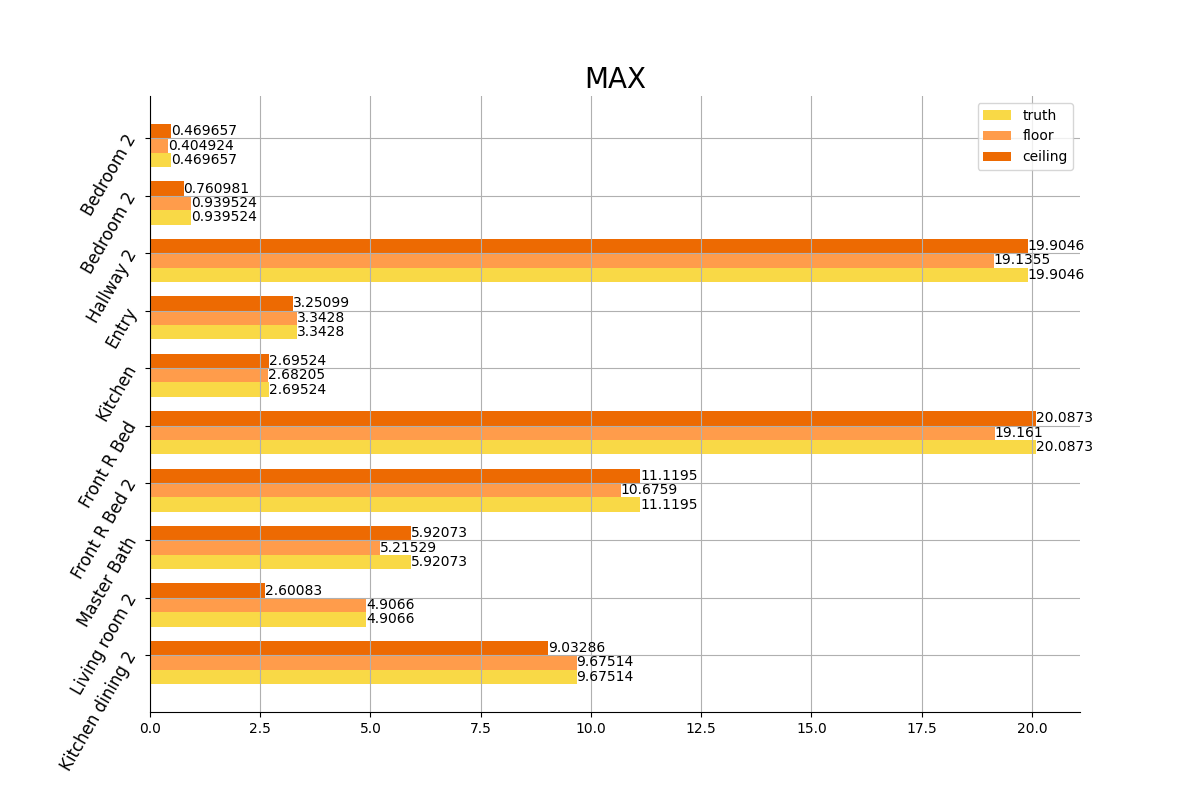 MAX
truth
floor
ceiling
Bedroom 2
0.469657
0.404924
0.469657
Bedroom 2
0.760981
0.939524
0.939524
Hallway 2
19.9046
19.1355
19.9046
Entry
3.25099
3.3428
3.3428
Kitchen
2.69524
2.68205
2.69524
Front R Bed
20.0873
19.161
20.0873
Front R Bed 2
11.1195
10.6759
11.1195
Master Bath
5.92073
5.21529
5.92073
Living room 2
2.60083
4.9066
4.9066
Kitchen dining 2
9.03286
9.67514
9.67514
0.0 2.5 5.0 7.5 10.0 12.5 15.0 17.5 20.0